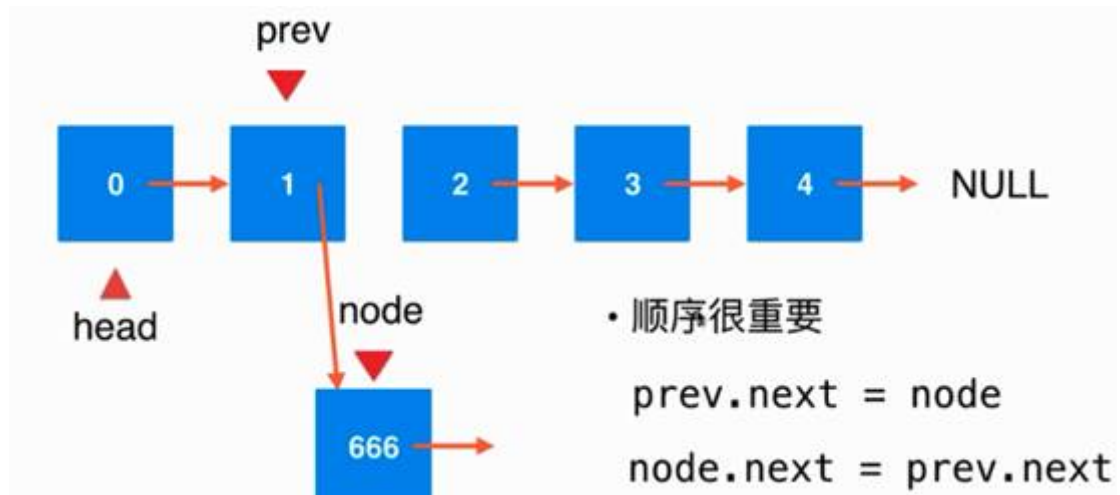 prev
0 1 2 3 4 NULL
head
node
666
• 顺序很重要
prev.next = node
node.next = prev.next